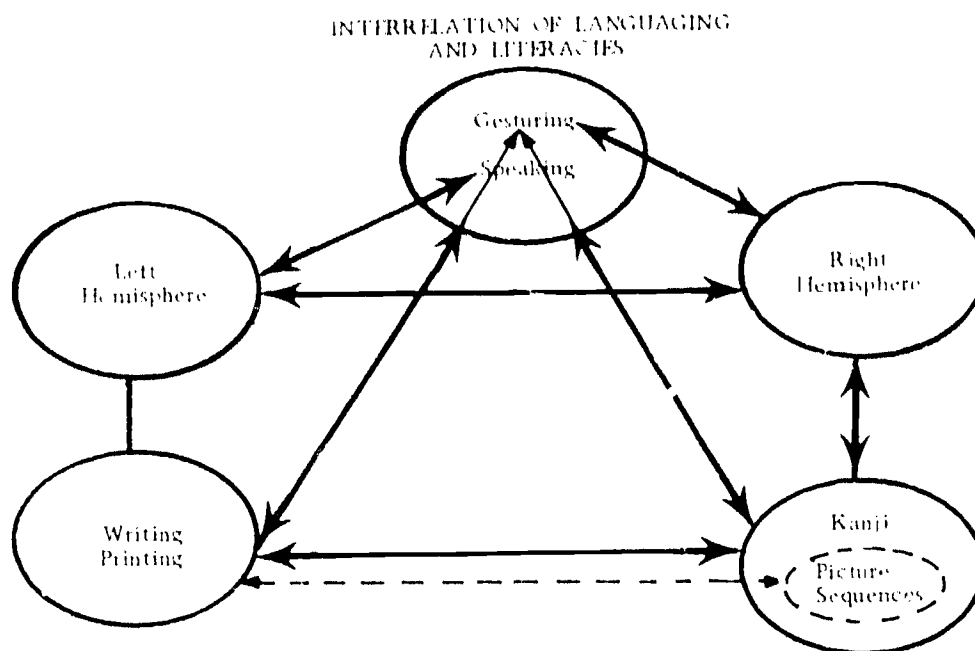 INTERRELATION OF LANGUAGING
AND LITERACIES
Gesturing
Speaking
Left
Hemisphere
Right
Hemisphere
Writing
Printing
Kanji
Picture
Sequences